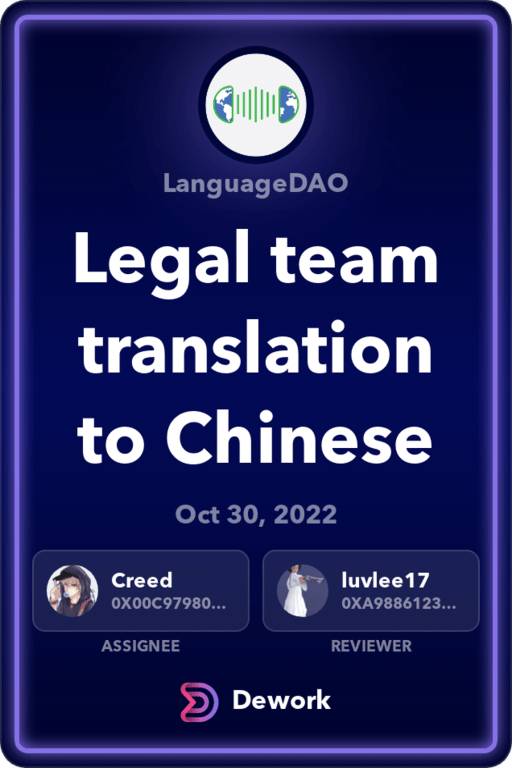 LanguageDAO
Legal team
translation
to Chinese
Oct 30, 2022
Creed
0X00C97980...
ASSIGNEE
luvlee17
0XA9886123...
REVIEWER
Dework